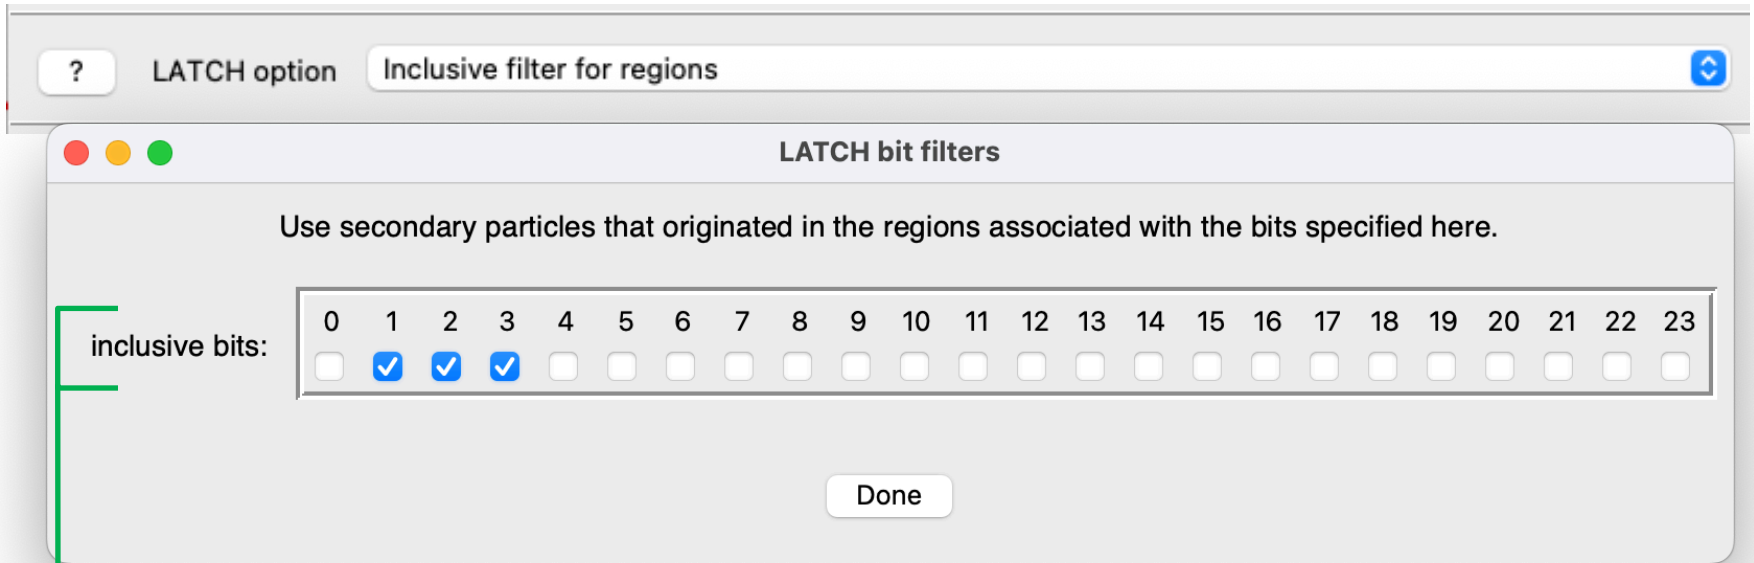 ? LATCH option Inclusive filter for regions
LATCH bit filters
Use secondary particles that originated in the regions associated with the bits specified here.
0 1 2 3 4 5 6 7 8 9 10 11 12 13 14 15 16 17 18 19 20 21 22 23
inclusive bits:
Done